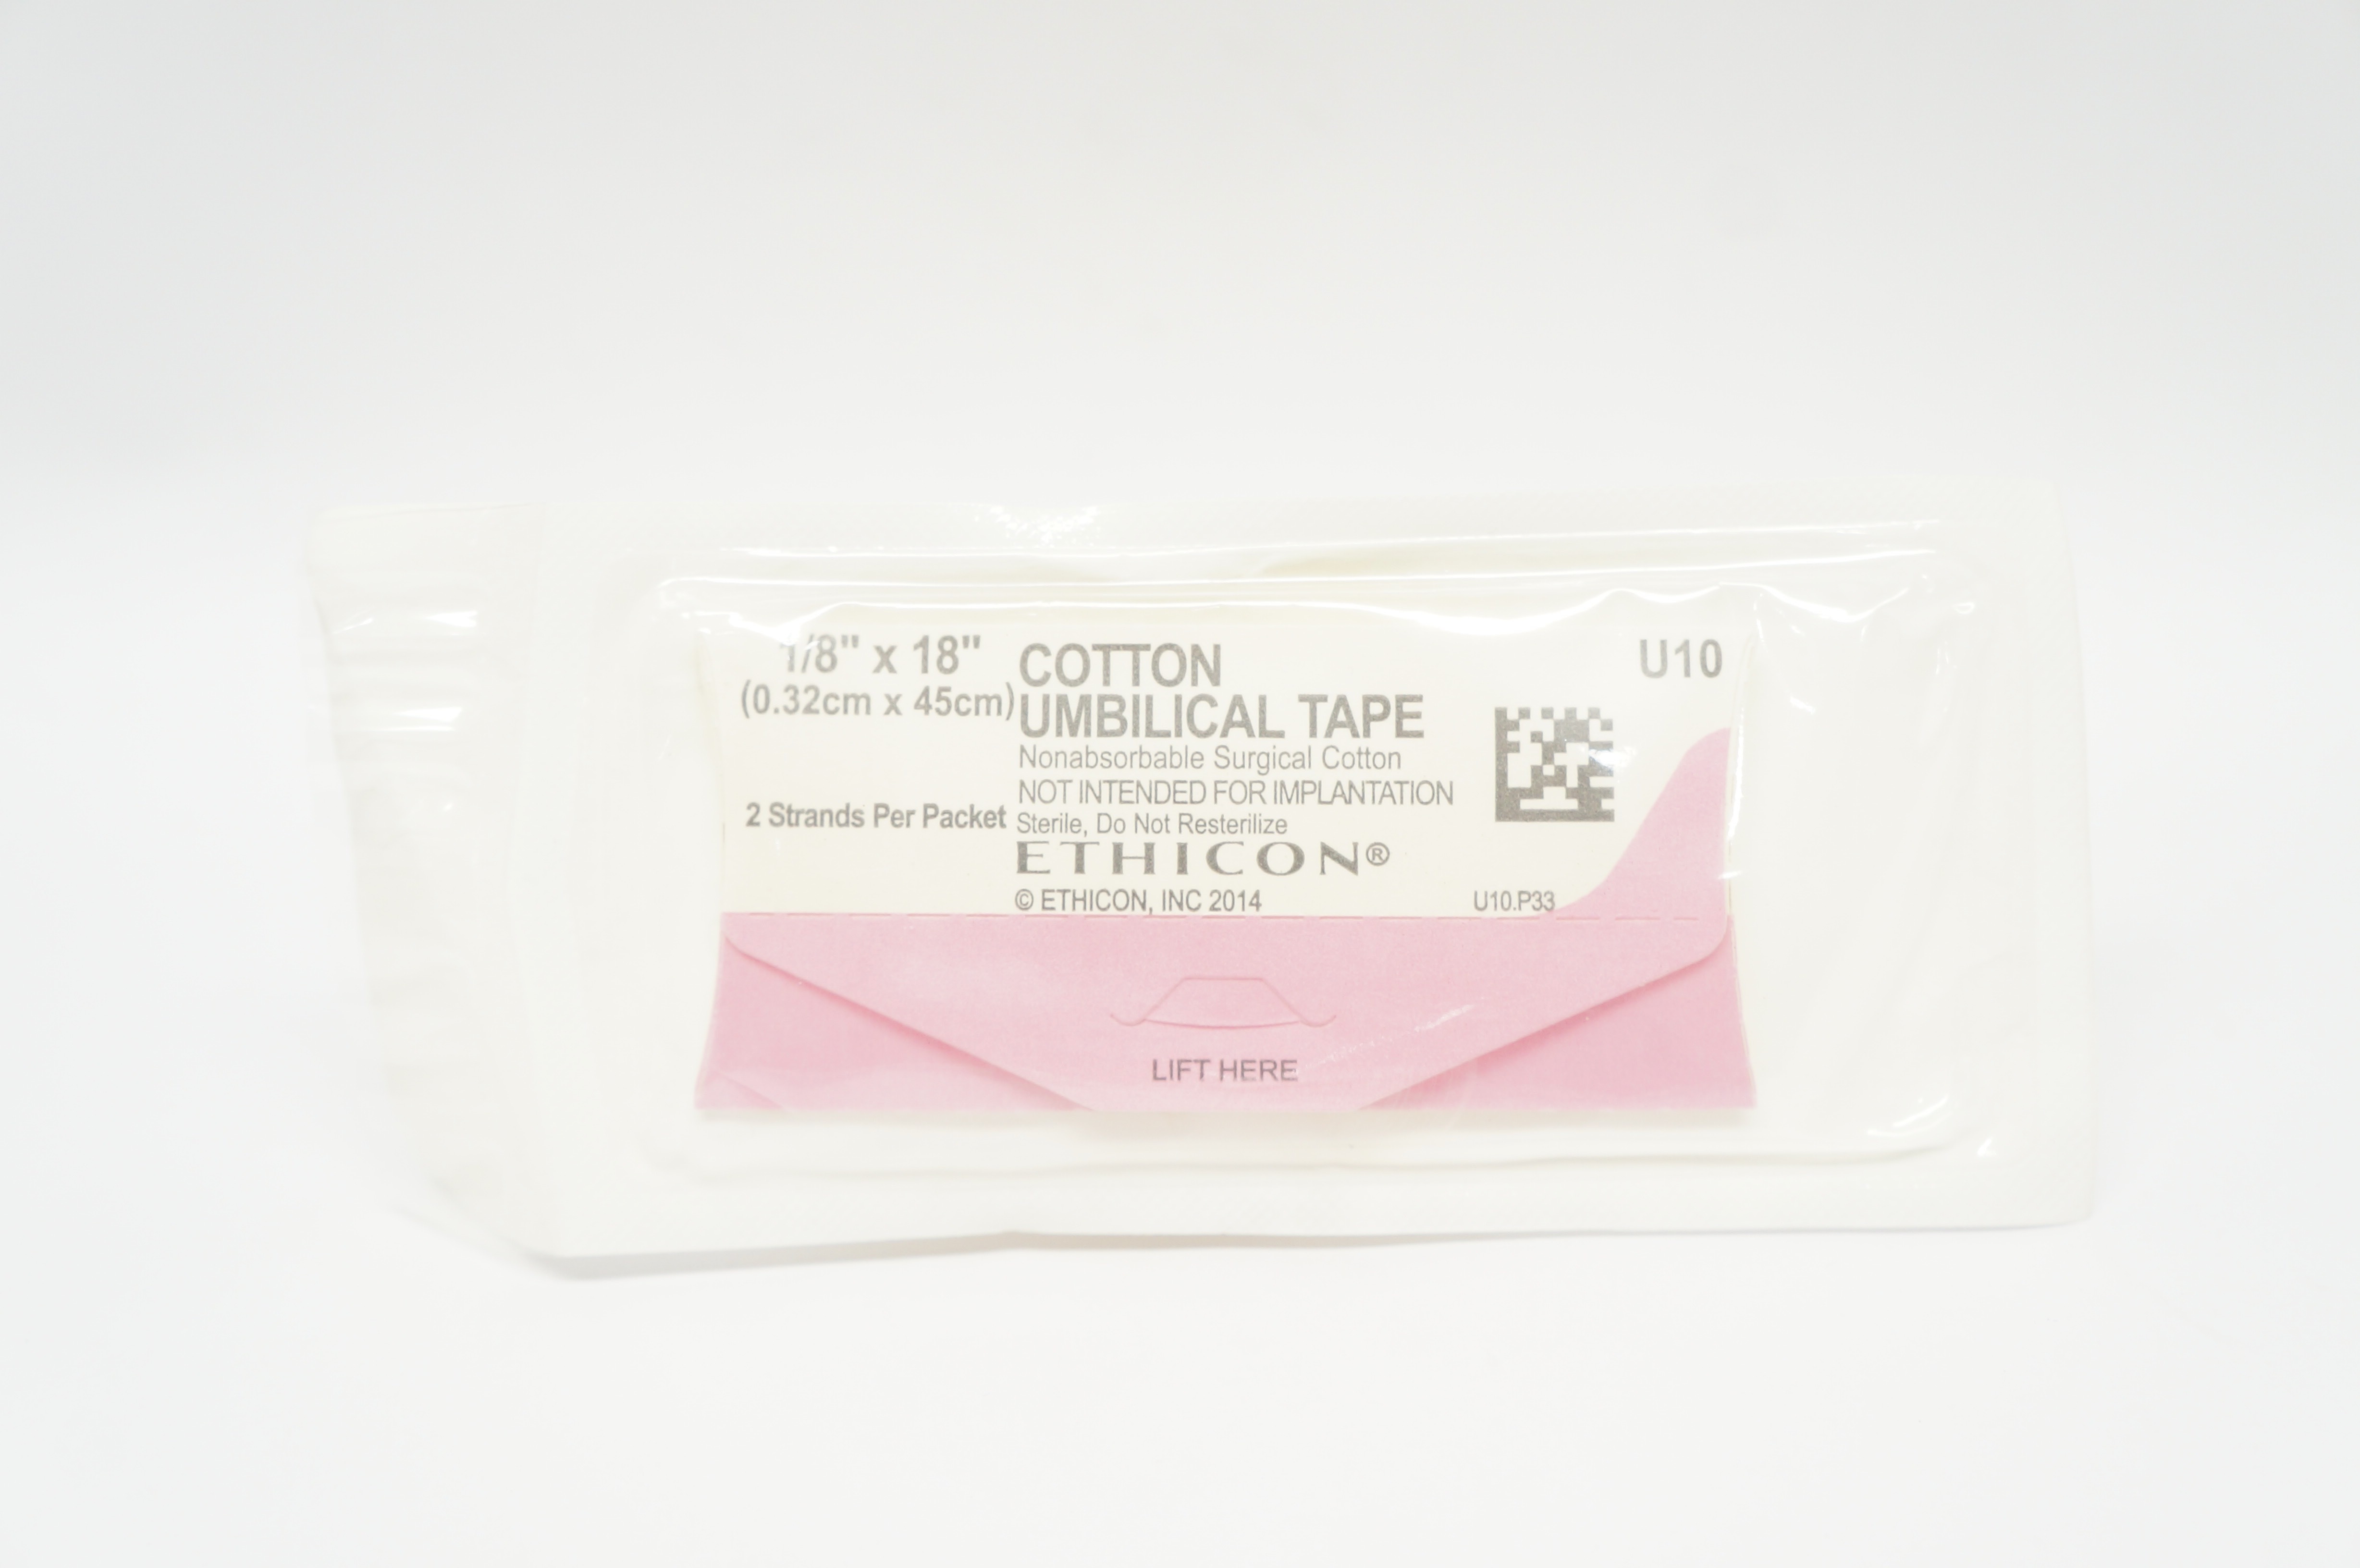 1/8" x 18"
(0.32cm x 45cm)
2 Strands Per Packet
COTTON
UMBILICAL TAPE
Nonabsorbable Surgical Cotton
NOT INTENDED FOR IMPLANTATION
Sterile, Do Not Resterilize
ETHICON®
© ETHICON, INC 2014
U10
U10.P33
LIFT HERE